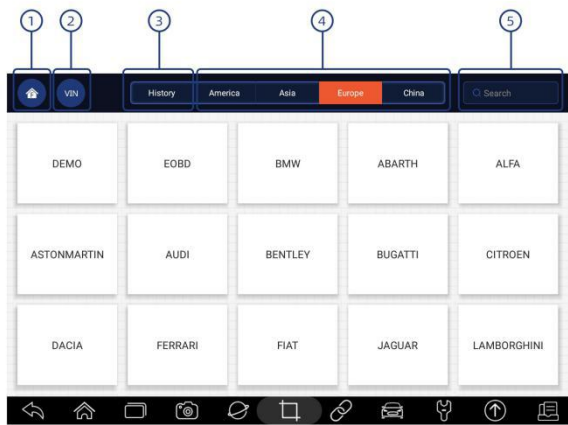 1 2 3 4 5
VIN History America Asia Europe China Search
DEMO EOBD BMW ABARTH ALFA
ASTONMARTIN AUDI BENTLEY BUGATTI CITROEN
DACIA FERRARI FIAT JAGUAR LAMBORGHINI